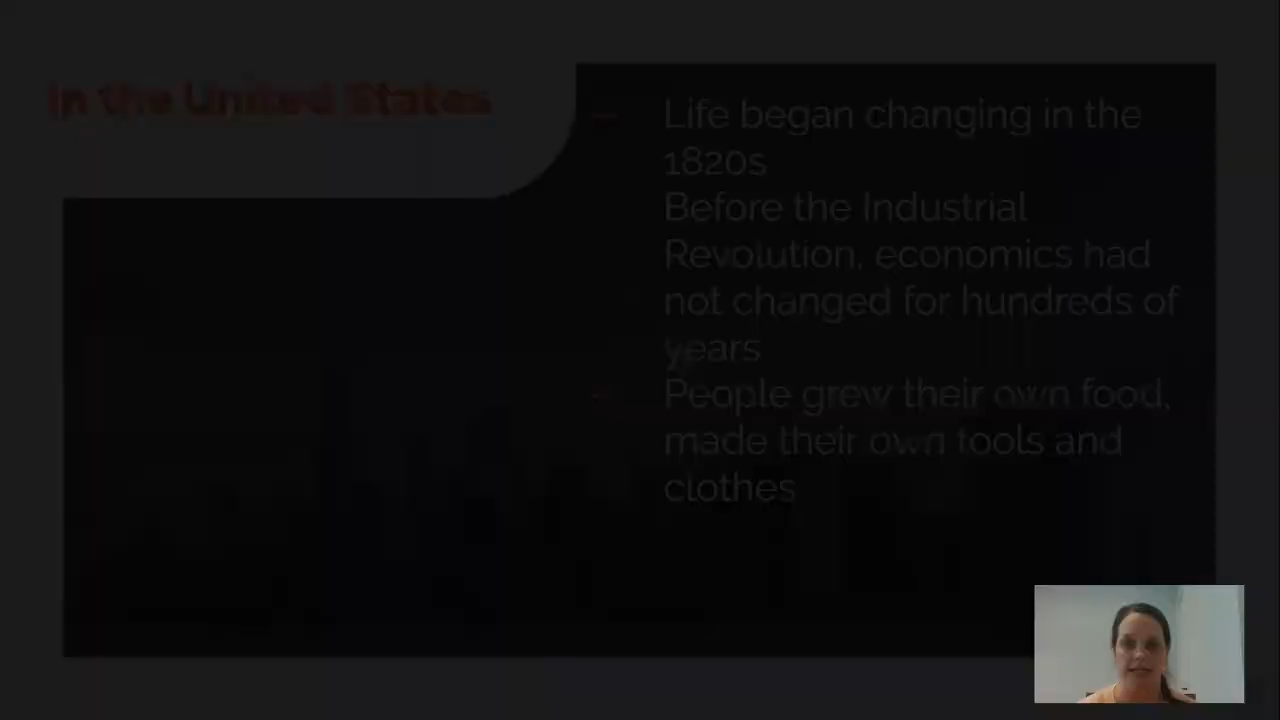 In the United States
Life began changing in the
1820s
Before the Industrial
Revolution, economics had
not changed for hundreds of
years
People grew their own food,
made their own tools and
clothes